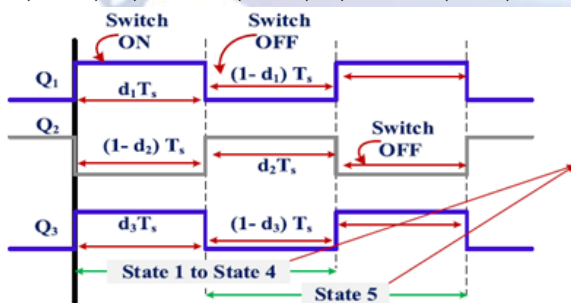 Switch
ON
Switch
OFF
Q₁
d₁Tₛ
(1- d₁) Tₛ
Q₂
(1- d₂) Tₛ
d₂Tₛ
Switch
OFF
Q₃
d₃Tₛ
(1- d₃) Tₛ
State 1 to State 4
State 5